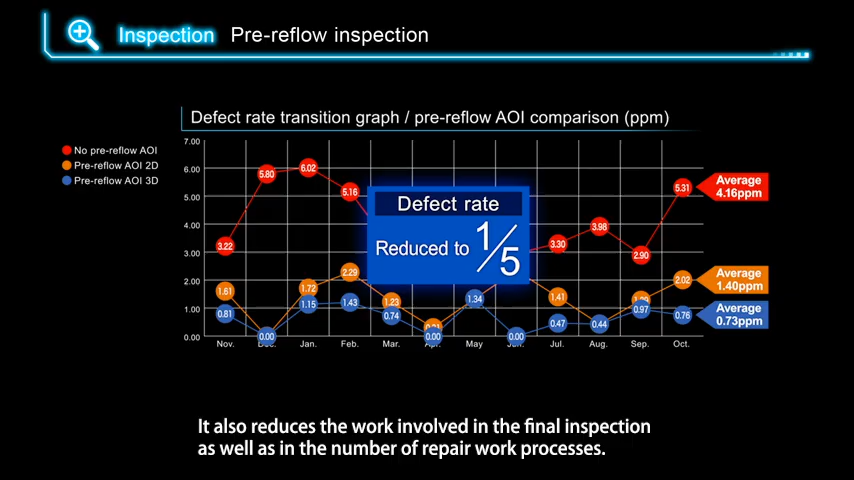 Inspection Pre-reflow inspection
Defect rate transition graph / pre-reflow AOI comparison (ppm)
No pre-reflow AOI
Pre-reflow AOI 2D
Pre-reflow AOI 3D
7.00
6.00
5.00
4.00
3.00
2.00
1.00
0.00
3.22
5.80
6.02
5.16
3.30
3.98
2.90
5.31
1.61
1.72
2.29
1.23
1.41
2.02
0.81
0.00
1.15
1.43
0.74
0.00
1.34
0.00
0.47
0.44
0.97
0.76
Defect rate
Reduced to 1/5
Average
4.16ppm
Average
1.40ppm
Average
0.73ppm
Nov. Dec. Jan. Feb. Mar. Apr. May Jun. Jul. Aug. Sep. Oct.
It also reduces the work involved in the final inspection
as well as in the number of repair work processes.